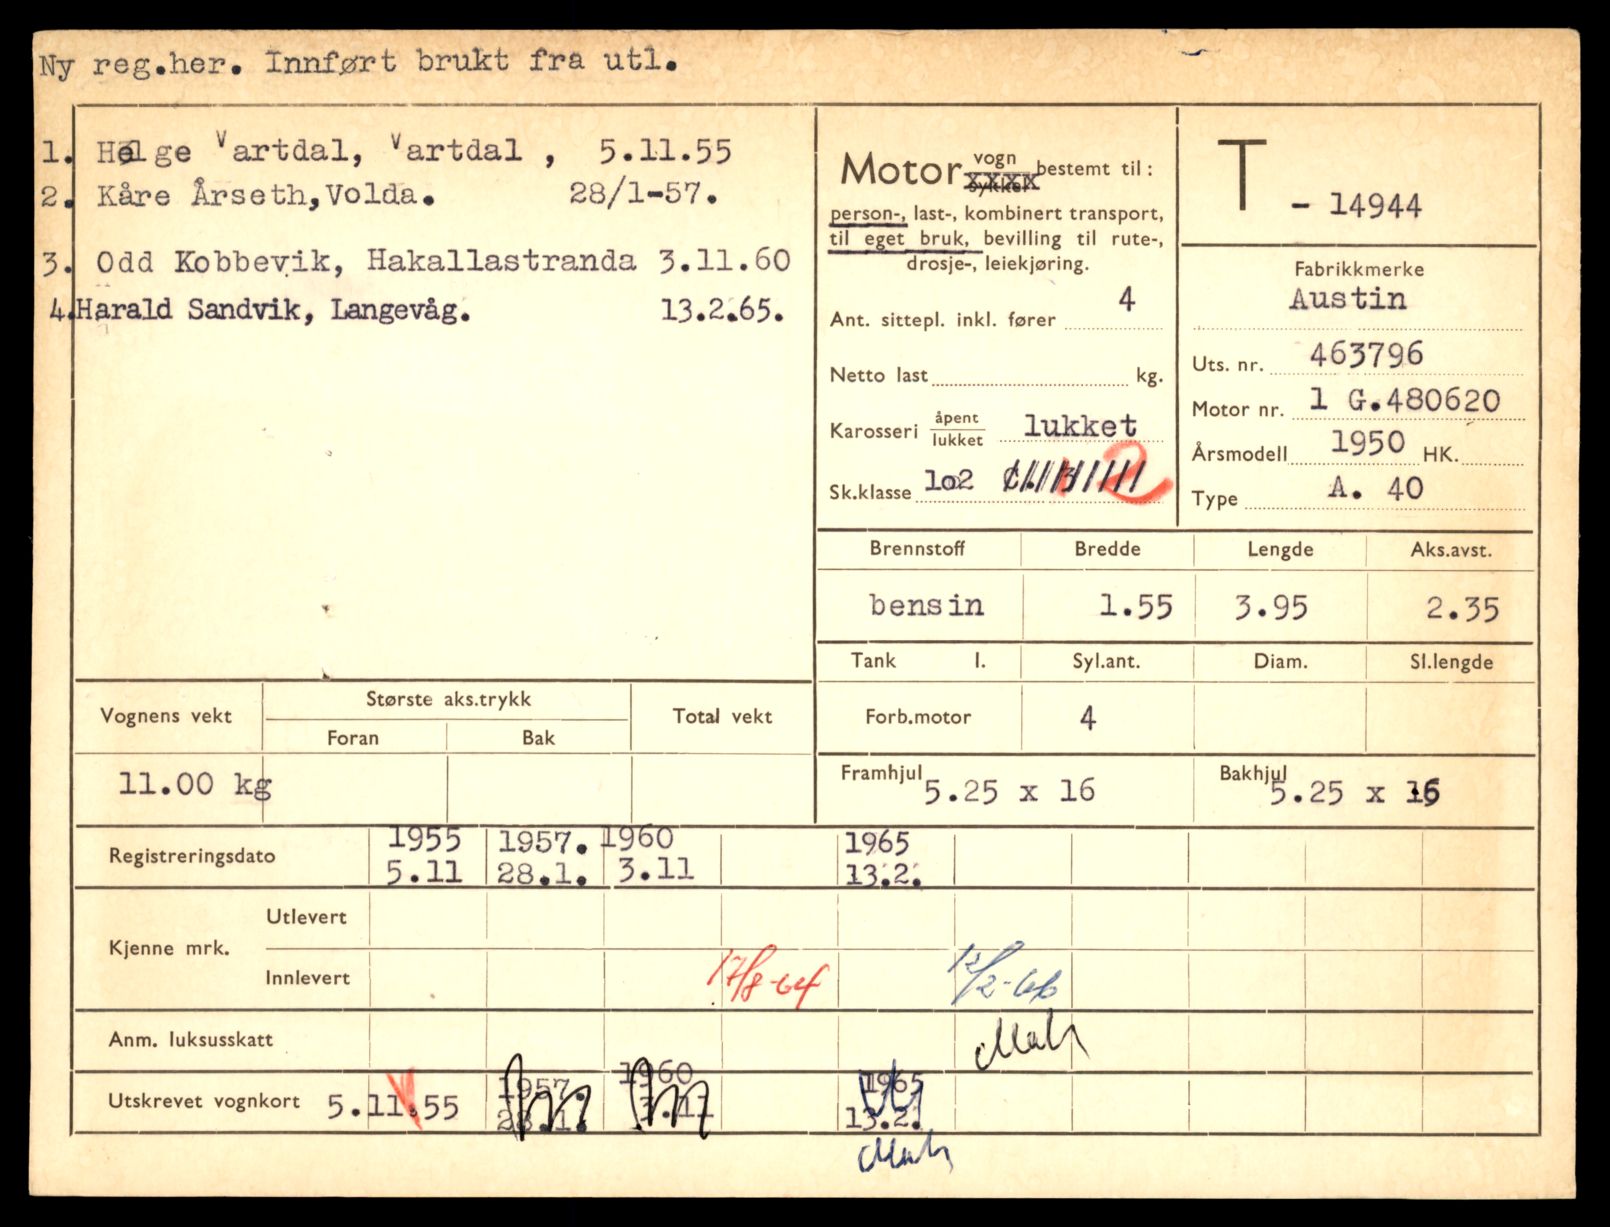 Ny reg.her. Innført brukt fra utl.
1. Helge Vartdal, Vartdal , 5.11.55
2. Kåre Årseth,Volda. 28/1-57.
3. Odd Kobbevik, Hakallastranda 3.11.60
4.Harald Sandvik, Langevåg. 13.2.65.
Motor vogn sykkel bestemt til:
person-, last-, kombinert transport,
til eget bruk, bevilling til rute-,
drosje-, leiekjøring.
Ant. sittepl. inkl. fører 4
Netto last kg.
Karosseri åpent lukket lukket
Sk.klasse 1o2 2
T - 14944
Fabrikkmerke
Austin
Uts. nr. 463796
Motor nr. 1 G.480620
Årsmodell 1950 HK.
Type A. 40
Brennstoff Bredde Lengde Aks.avst.
bensin 1.55 3.95 2.35
Tank l. Syl.ant. Diam. Sl.lengde
Forb.motor 4
Framhjul 5.25 x 16 Bakhjul 5.25 x 16
Vognens vekt Største aks.trykk Total vekt
Foran Bak
11.00 kg
1955 1957. 1960 1965
Registreringsdato
5.11 28.1. 3.11 13.2.
Utlevert
Kjenne mrk.
Innlevert 17/8-64 12/2-66
Anm. luksusskatt
1957. 1960 1965
Utskrevet vognkort 5.11.55 28.1. 3.11 13.2.